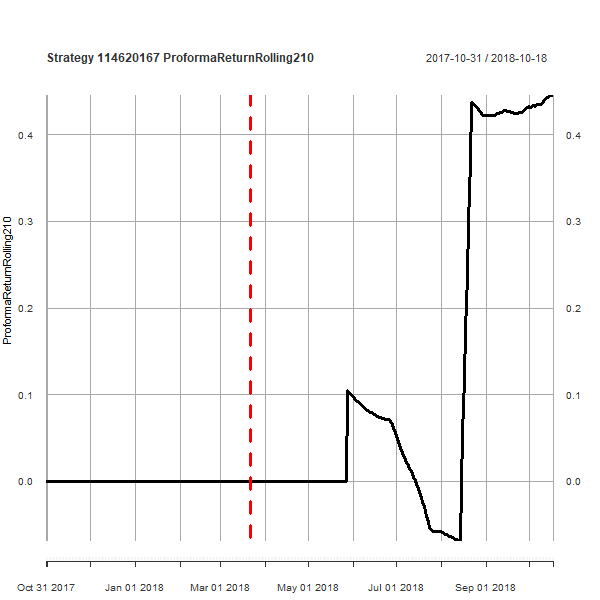 Strategy 114620167 ProformaReturnRolling210
2017-10-31 / 2018-10-18
ProformaReturnRolling210
0.4
0.4
0.3
0.3
0.2
0.2
0.1
0.1
0.0
0.0
Oct 31 2017
Jan 01 2018
Mar 01 2018
May 01 2018
Jul 01 2018
Sep 01 2018